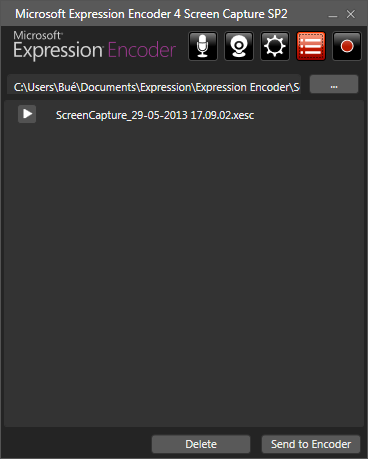 Microsoft Expression Encoder 4 Screen Capture SP2
Microsoft®
Expression Encoder
C:\Users\Bué\Documents\Expression\Expression Encoder\S
...
ScreenCapture_29-05-2013 17.09.02.xesc
Delete
Send to Encoder